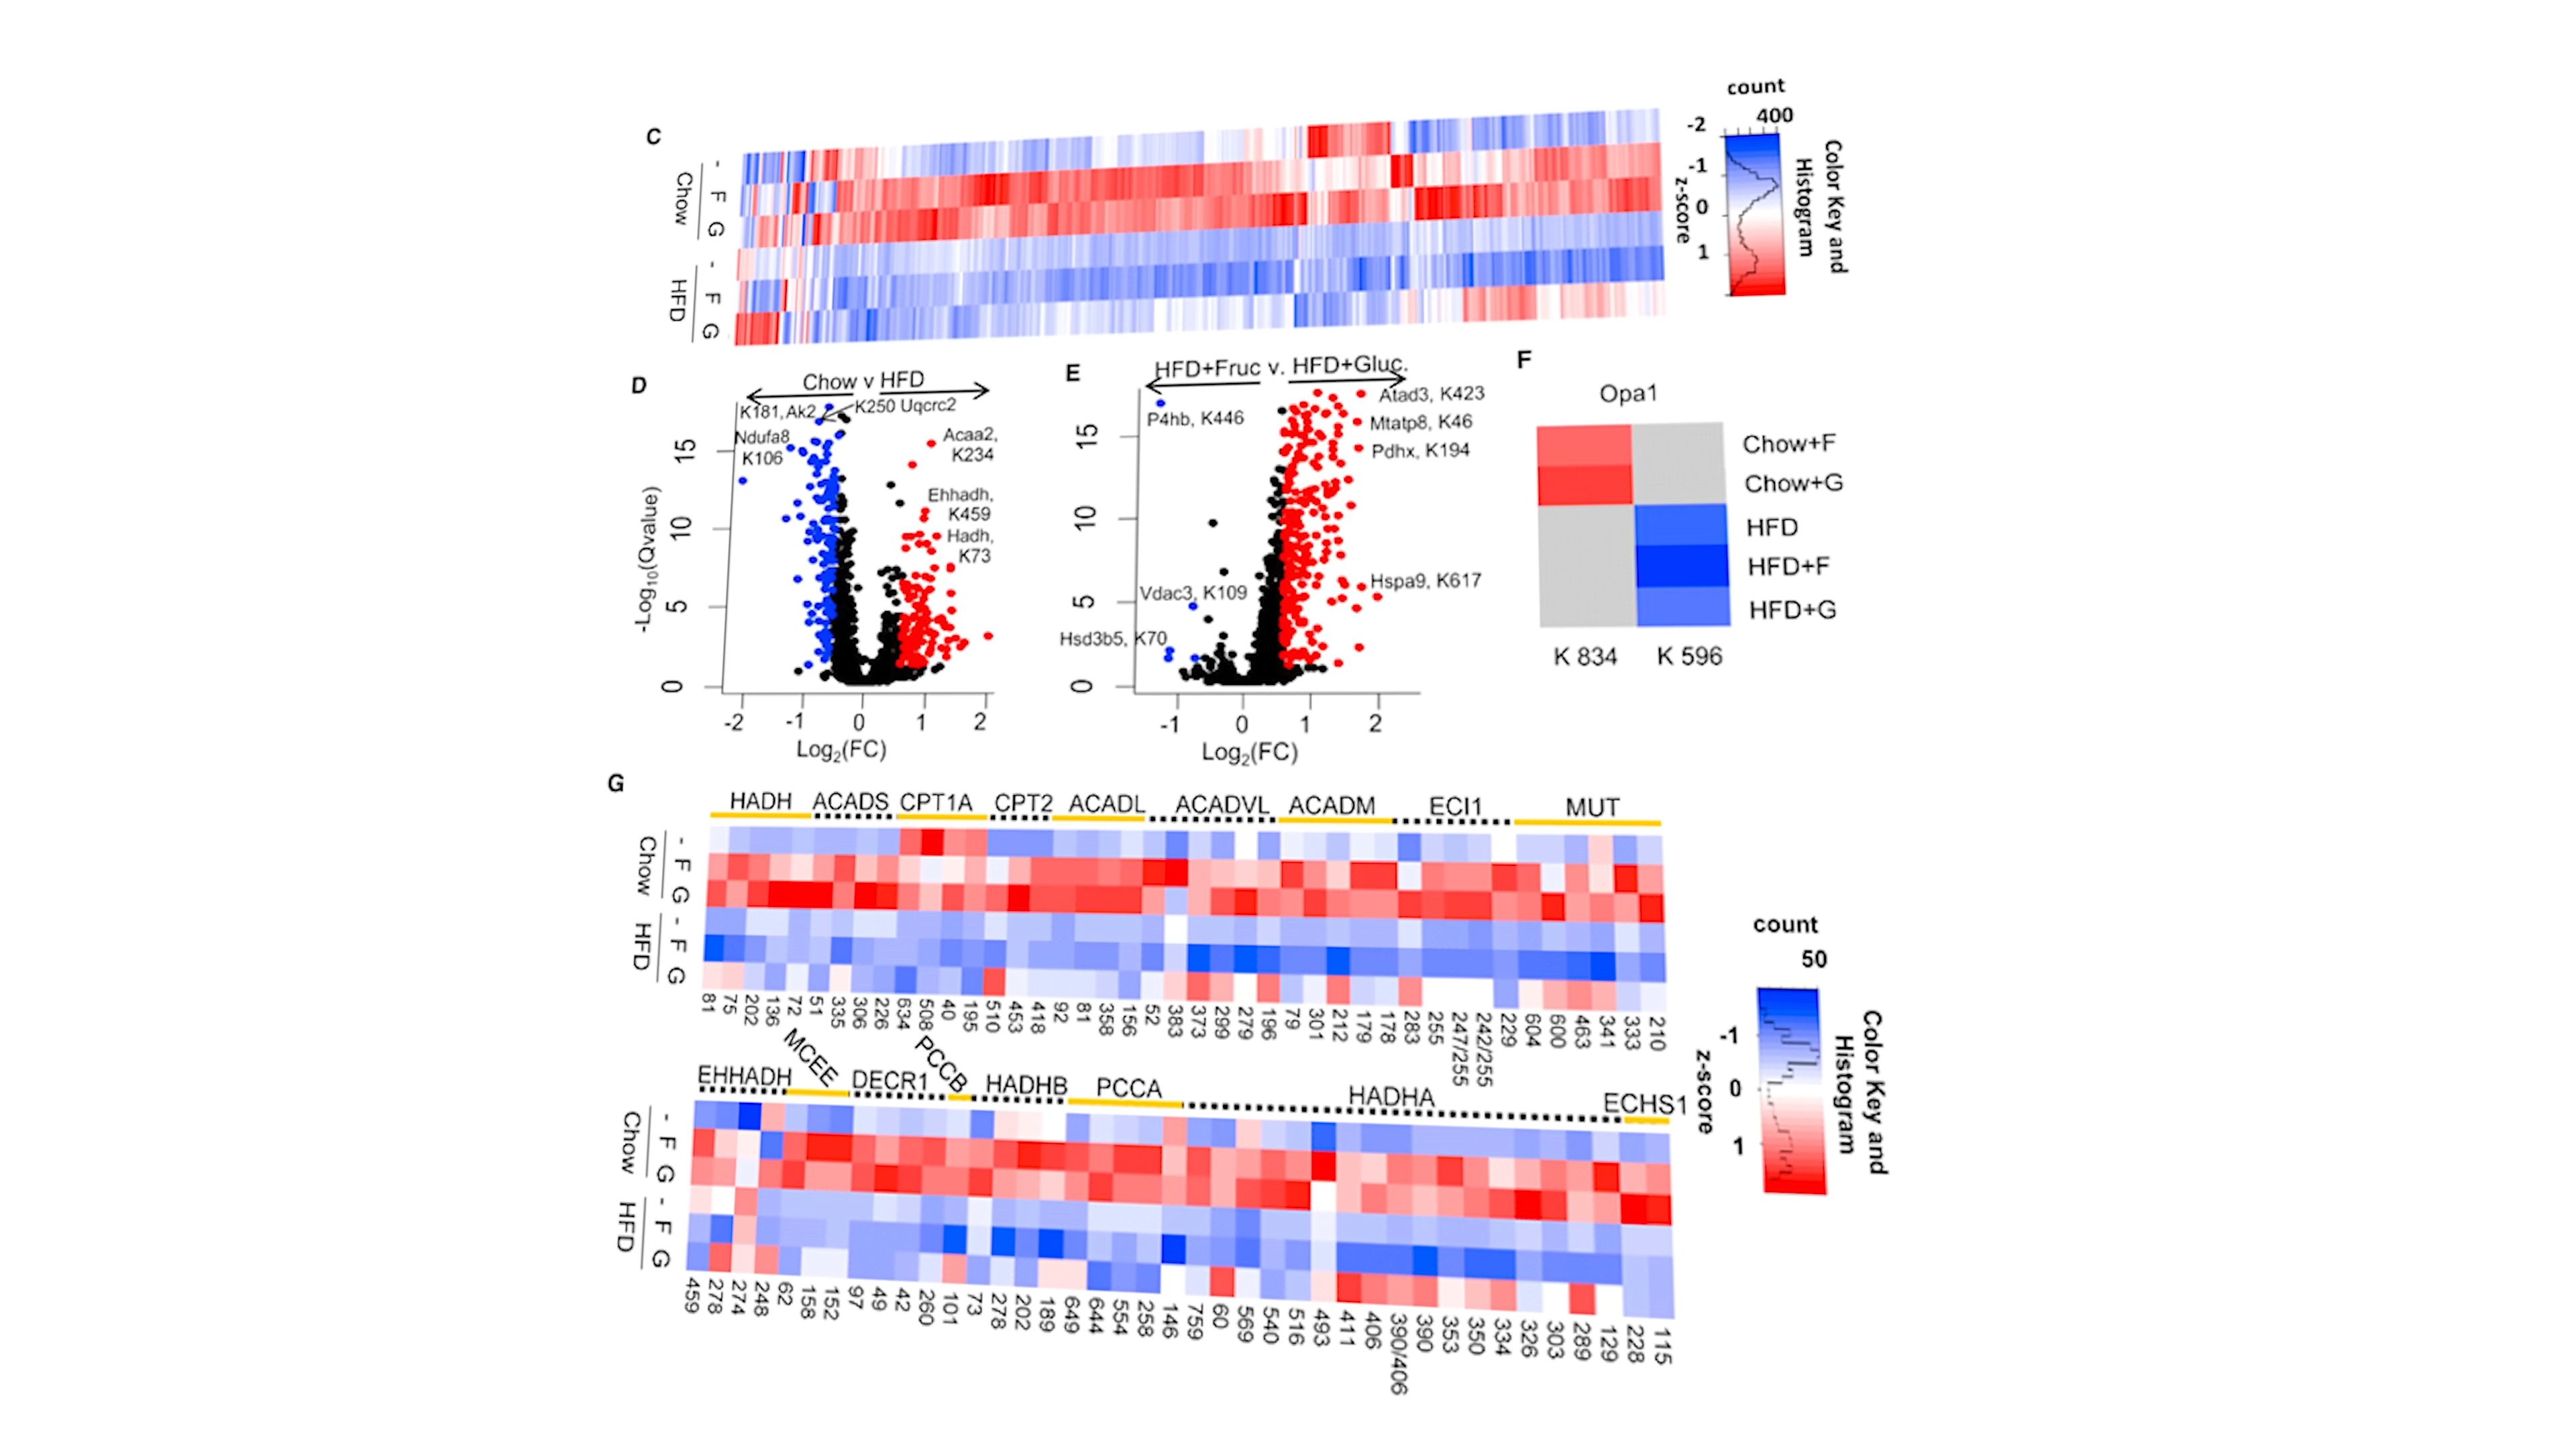 C
Chow
- F G
HFD
- F G
count
400
-2
-1
0
1
z-score
Color Key and
Histogram
D
Chow v HFD
K181, Ak2
K250 Uqcrc2
Ndufa8
K106
Acaa2,
K234
Ehhadh,
K459
Hadh,
K73
-Log10(Qvalue)
15
10
5
0
-2 -1 0 1 2
Log2(FC)
E
HFD+Fruc v. HFD+Gluc.
P4hb, K446
Atad3, K423
Mtatp8, K46
Pdhx, K194
Vdac3, K109
Hspa9, K617
Hsd3b5, K70
15
10
5
0
-1 0 1 2
Log2(FC)
F
Opa1
Chow+F
Chow+G
HFD
HFD+F
HFD+G
K 834 K 596
G
HADH ACADS CPT1A CPT2 ACADL ACADVL ACADM ECI1 MUT
Chow
- F G
HFD
- F G
81 75 202 136 72 51 335 306 226 634 508 40 195 510 453 418 92 81 358 156 52 383 373 299 279 196 79 301 212 179 178 283 255 247/255 242/255 229 604 600 463 341 333 210
EHHADH MCEE DECR1 PCCB HADHB PCCA HADHA ECHS1
Chow
- F G
HFD
- F G
459 278 274 248 62 158 152 97 49 42 260 101 73 278 202 189 649 644 554 258 146 759 60 569 540 516 493 411 406 390/406 390 353 350 334 326 303 289 129 228 115
count
50
-1
0
1
z-score
Color Key and
Histogram